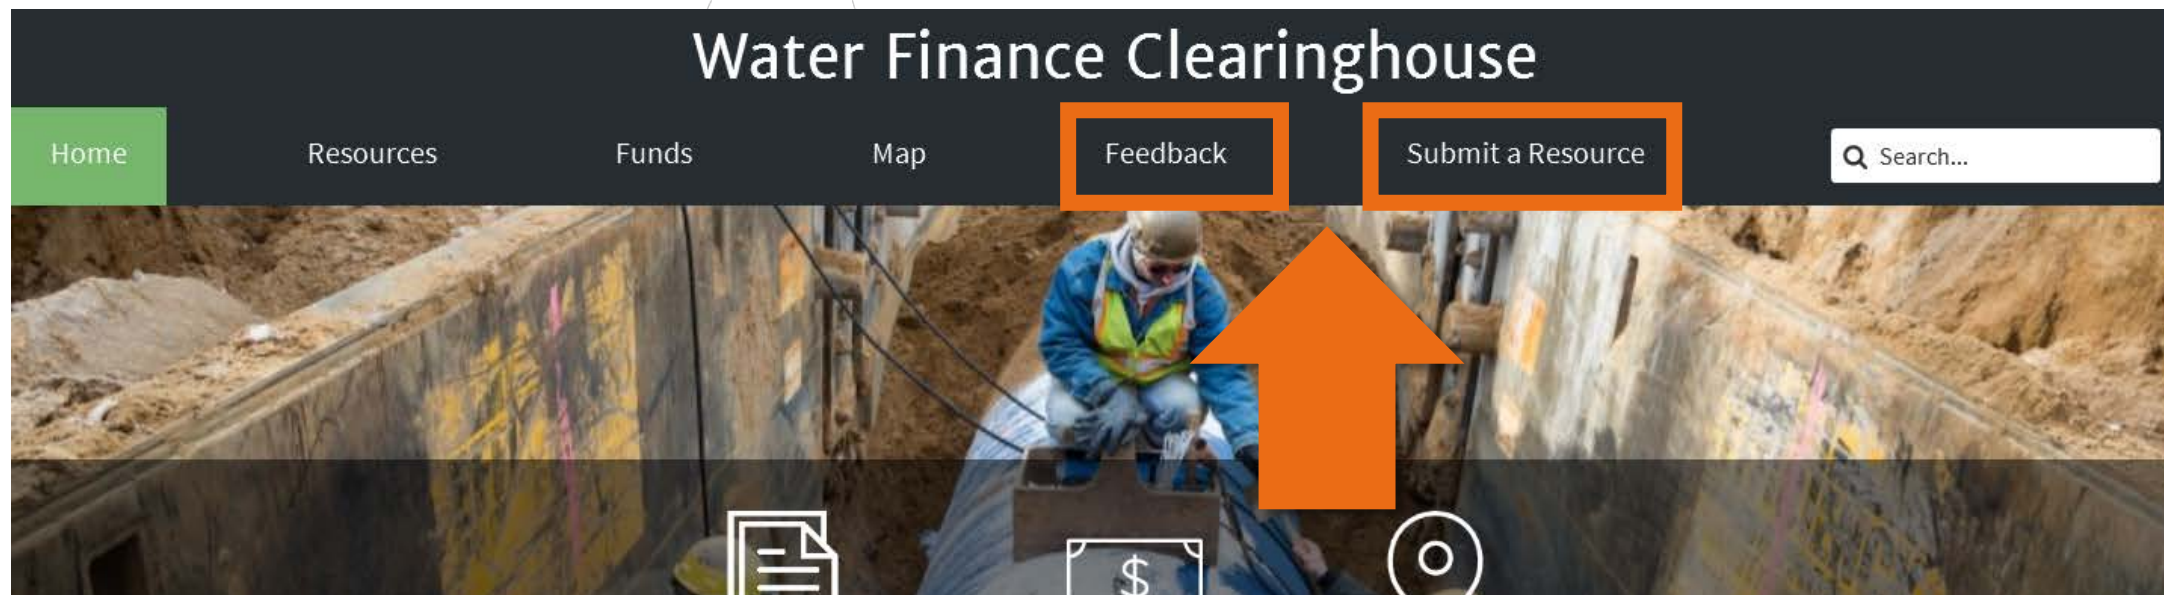 Water Finance Clearinghouse
Home Resources Funds Map Feedback Submit a Resource Search...
$